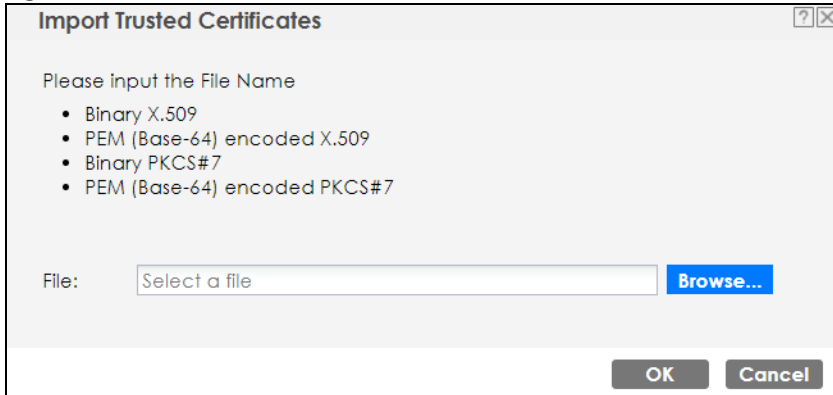 Import Trusted Certificates
Please input the File Name
• Binary X.509
• PEM (Base-64) encoded X.509
• Binary PKCS#7
• PEM (Base-64) encoded PKCS#7
File: Select a file Browse...
OK Cancel